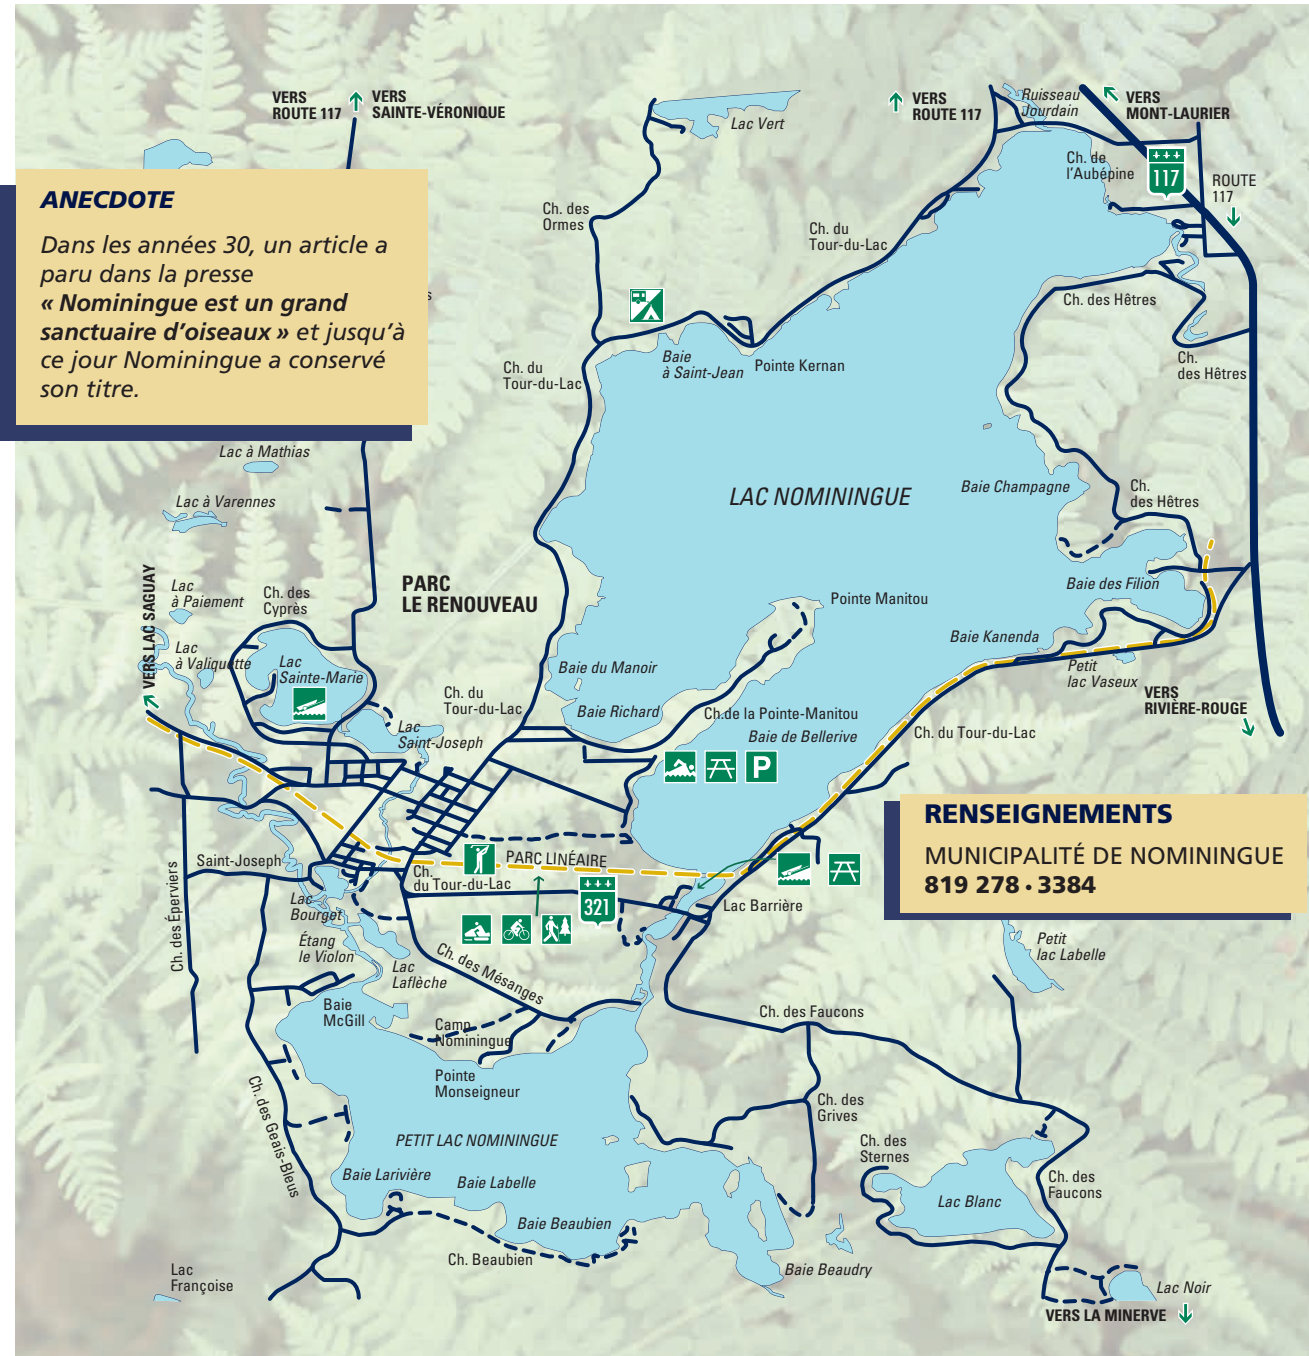 VERS
ROUTE 117
VERS
SAINTE-VÉRONIQUE
Lac Vert
VERS
ROUTE 117
Ruisseau
Jourdain
VERS
MONT-LAURIER
Ch. de
l'Aubépine
117
ROUTE
117
ANECDOTE
Dans les années 30, un article a
paru dans la presse
« Nominingue est un grand
sanctuaire d'oiseaux » et jusqu'à
ce jour Nominingue a conservé
son titre.
s
Ch. des
Ormes
Ch. du
Tour-du-Lac
Ch. des Hêtres
Ch.
des Hêtres
Baie
à Saint-Jean
Pointe Kernan
Ch. du
Tour-du-Lac
Lac à Mathias
Lac à Varennes
LAC NOMININGUE
Baie Champagne
Ch.
des Hêtres
VERS LAC SAGUAY
Lac
à Paiement
Ch. des
Cyprès
PARC
LE RENOUVEAU
Pointe Manitou
Baie des Filion
Baie Kanenda
Lac
à Valiquette
Lac
Sainte-Marie
Baie du Manoir
Petit
lac Vaseux
VERS
RIVIÈRE-ROUGE
Ch. du
Tour-du-Lac
Baie Richard
Ch.de la Pointe-Manitou
Baie de Bellerive
Ch. du Tour-du-Lac
Lac
Saint-Joseph
P
RENSEIGNEMENTS
MUNICIPALITÉ DE NOMININGUE
819 278 • 3384
Saint-Joseph
Ch. des Éperviers
PARC LINÉAIRE
Ch.
du Tour-du-Lac
321
Lac Barrière
Lac
Bourget
Étang
le Violon
Lac
Laflèche
Ch. des Mésanges
Petit
lac Labelle
Baie
McGill
Camp
Nominingue
Ch. des Faucons
Pointe
Monseigneur
Ch. des Geais-Bleus
Ch. des
Grives
PETIT LAC NOMININGUE
Ch. des
Sternes
Baie Larivière
Baie Labelle
Ch. des
Faucons
Lac Blanc
Baie Beaubien
Ch. Beaubien
Baie Beaudry
Lac
Françoise
Lac Noir
VERS LA MINERVE